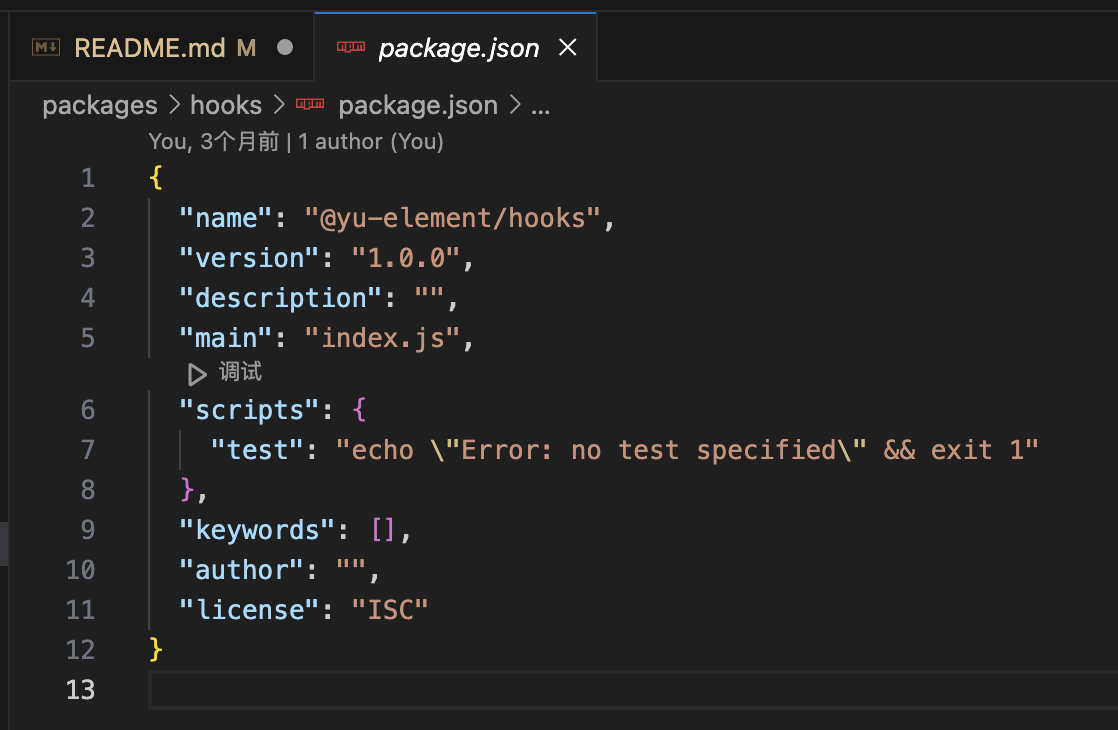 README.md M
package.json
packages > hooks > package.json > ...
You, 3个月前 | 1 author (You)
1 {
2 "name": "@yu-element/hooks",
3 "version": "1.0.0",
4 "description": "",
5 "main": "index.js",
调试
6 "scripts": {
7 "test": "echo \"Error: no test specified\" && exit 1"
8 },
9 "keywords": [],
10 "author": "",
11 "license": "ISC"
12 }
13